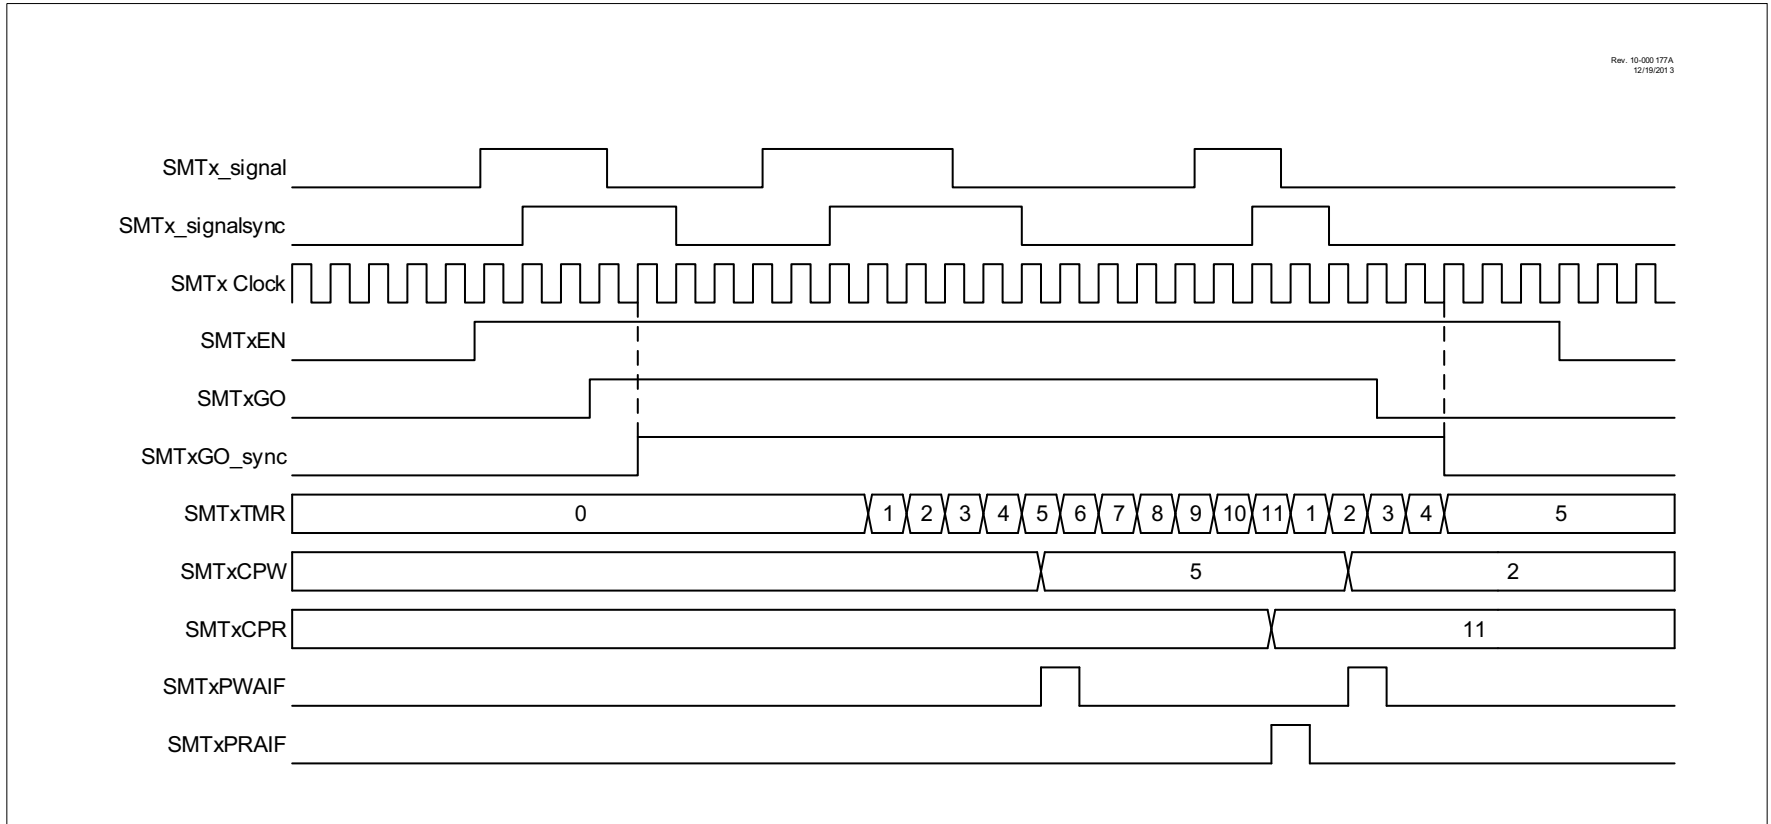 Rev. 10-000 177A
12/19/201 3
SMTx_signal
SMTx_signalsync
SMTx Clock
SMTxEN
SMTxGO
SMTxGO_sync
SMTxTMR 0 1 2 3 4 5 6 7 8 9 10 11 1 2 3 4 5
SMTxCPW 5 2
SMTxCPR 11
SMTxPWAIF
SMTxPRAIF